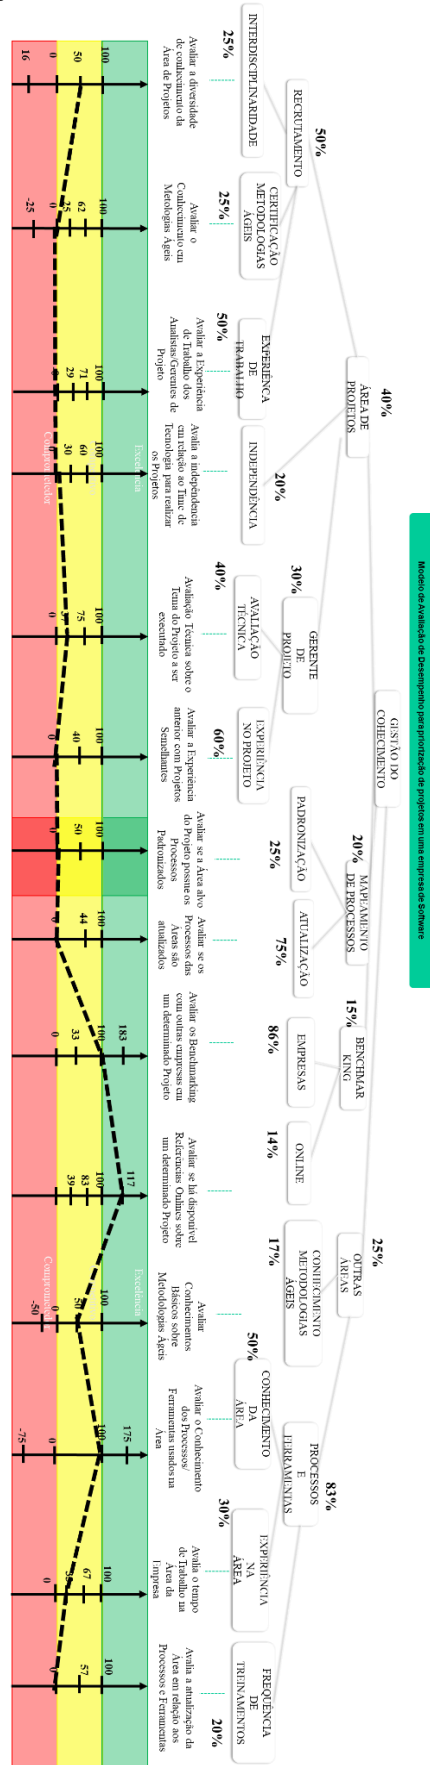 Modelo de Avaliação de Desempenho para priorização de projetos em uma empresa de Software
GESTÃO DO
COHECIMENTO
40%
ÁREA DE
PROJETOS
20%
MAPEAMENTO
DE PROCESSOS
15%
BENCHMAR
KING
25%
OUTRAS
ÁREAS
50%
RECRUTAMENTO
20%
INDEPENDÊNCIA
30%
GERENTE
DE
PROJETO
PADRONIZAÇÃO
25%
ATUALIZAÇÃO
75%
EMPRESAS
86%
ONLINE
14%
CONHECIMENTO
METODOLOGIAS
ÁGEIS
17%
83%
PROCESSOS
E
FERRAMENTAS
INTERDISCIPLINARIDADE
25%
CERTIFICAÇÃO
METODOLOGIAS
ÁGEIS
25%
EXPERIÊNCA
DE
TRABALHO
50%
AVALIAÇÃO
TÉCNICA
40%
EXPERIÊNCIA
NO PROJETO
60%
50%
CONHECIMENTO
DA
ÁREA
30%
EXPERIÊNCIA
NA
ÁREA
FREQUÊNCIA
DE
TREINAMENTOS
20%
Avaliar a diversidade
de conhecimento da
Área de Projetos
Avaliar o
Conhecimento em
Metologias Ágeis
Avaliar a Experiência
de Trabalho dos
Analistas/Gerentes de
Projeto
Avalia a independencia
em relação ao Time de
Tecnologia para realizar
os Projetos
Avaliação Técnica sobre o
Tema do Projeto a ser
executado
Avaliar a Experiência
anterior com Projetos
Semelhantes
Avaliar se a Área alvo
do Projeto possue os
Processos
Padronizados
Avaliar se os
Processos das
Áreas são
atualizados
Avaliar os Benchmarking
com outras empresas em
um determinado Projeto
Avaliar se há disponível
Referências Onlines sobre
um determinado Projeto
Avaliar
Conhecimentos
Básicos sobre
Metodologias Ágeis
Avaliar o Conhecimento
dos Processos/
Ferramentas usados na
Área
Avalia o tempo
de Trabalho na
Área da
Empresa
Avalia a atualização da
Área em relação aos
Processos e Ferramentas
100
50
0
16
100
62
25
0
-25
100
71
29
100
60
30
100
75
100
40
0
100
50
0
100
44
0
183
100
33
0
117
100
83
39
0
100
50
0
-50
175
100
0
-75
100
67
0
100
57
0
Excelência
Comprometedor
Excelência
Comprometedor